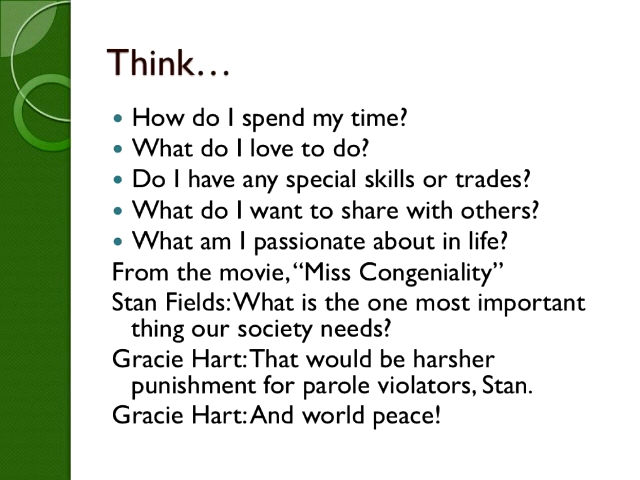 Think…
• How do I spend my time?
• What do I love to do?
• Do I have any special skills or trades?
• What do I want to share with others?
• What am I passionate about in life?
From the movie, “Miss Congeniality”
Stan Fields: What is the one most important
thing our society needs?
Gracie Hart: That would be harsher
punishment for parole violators, Stan.
Gracie Hart: And world peace!